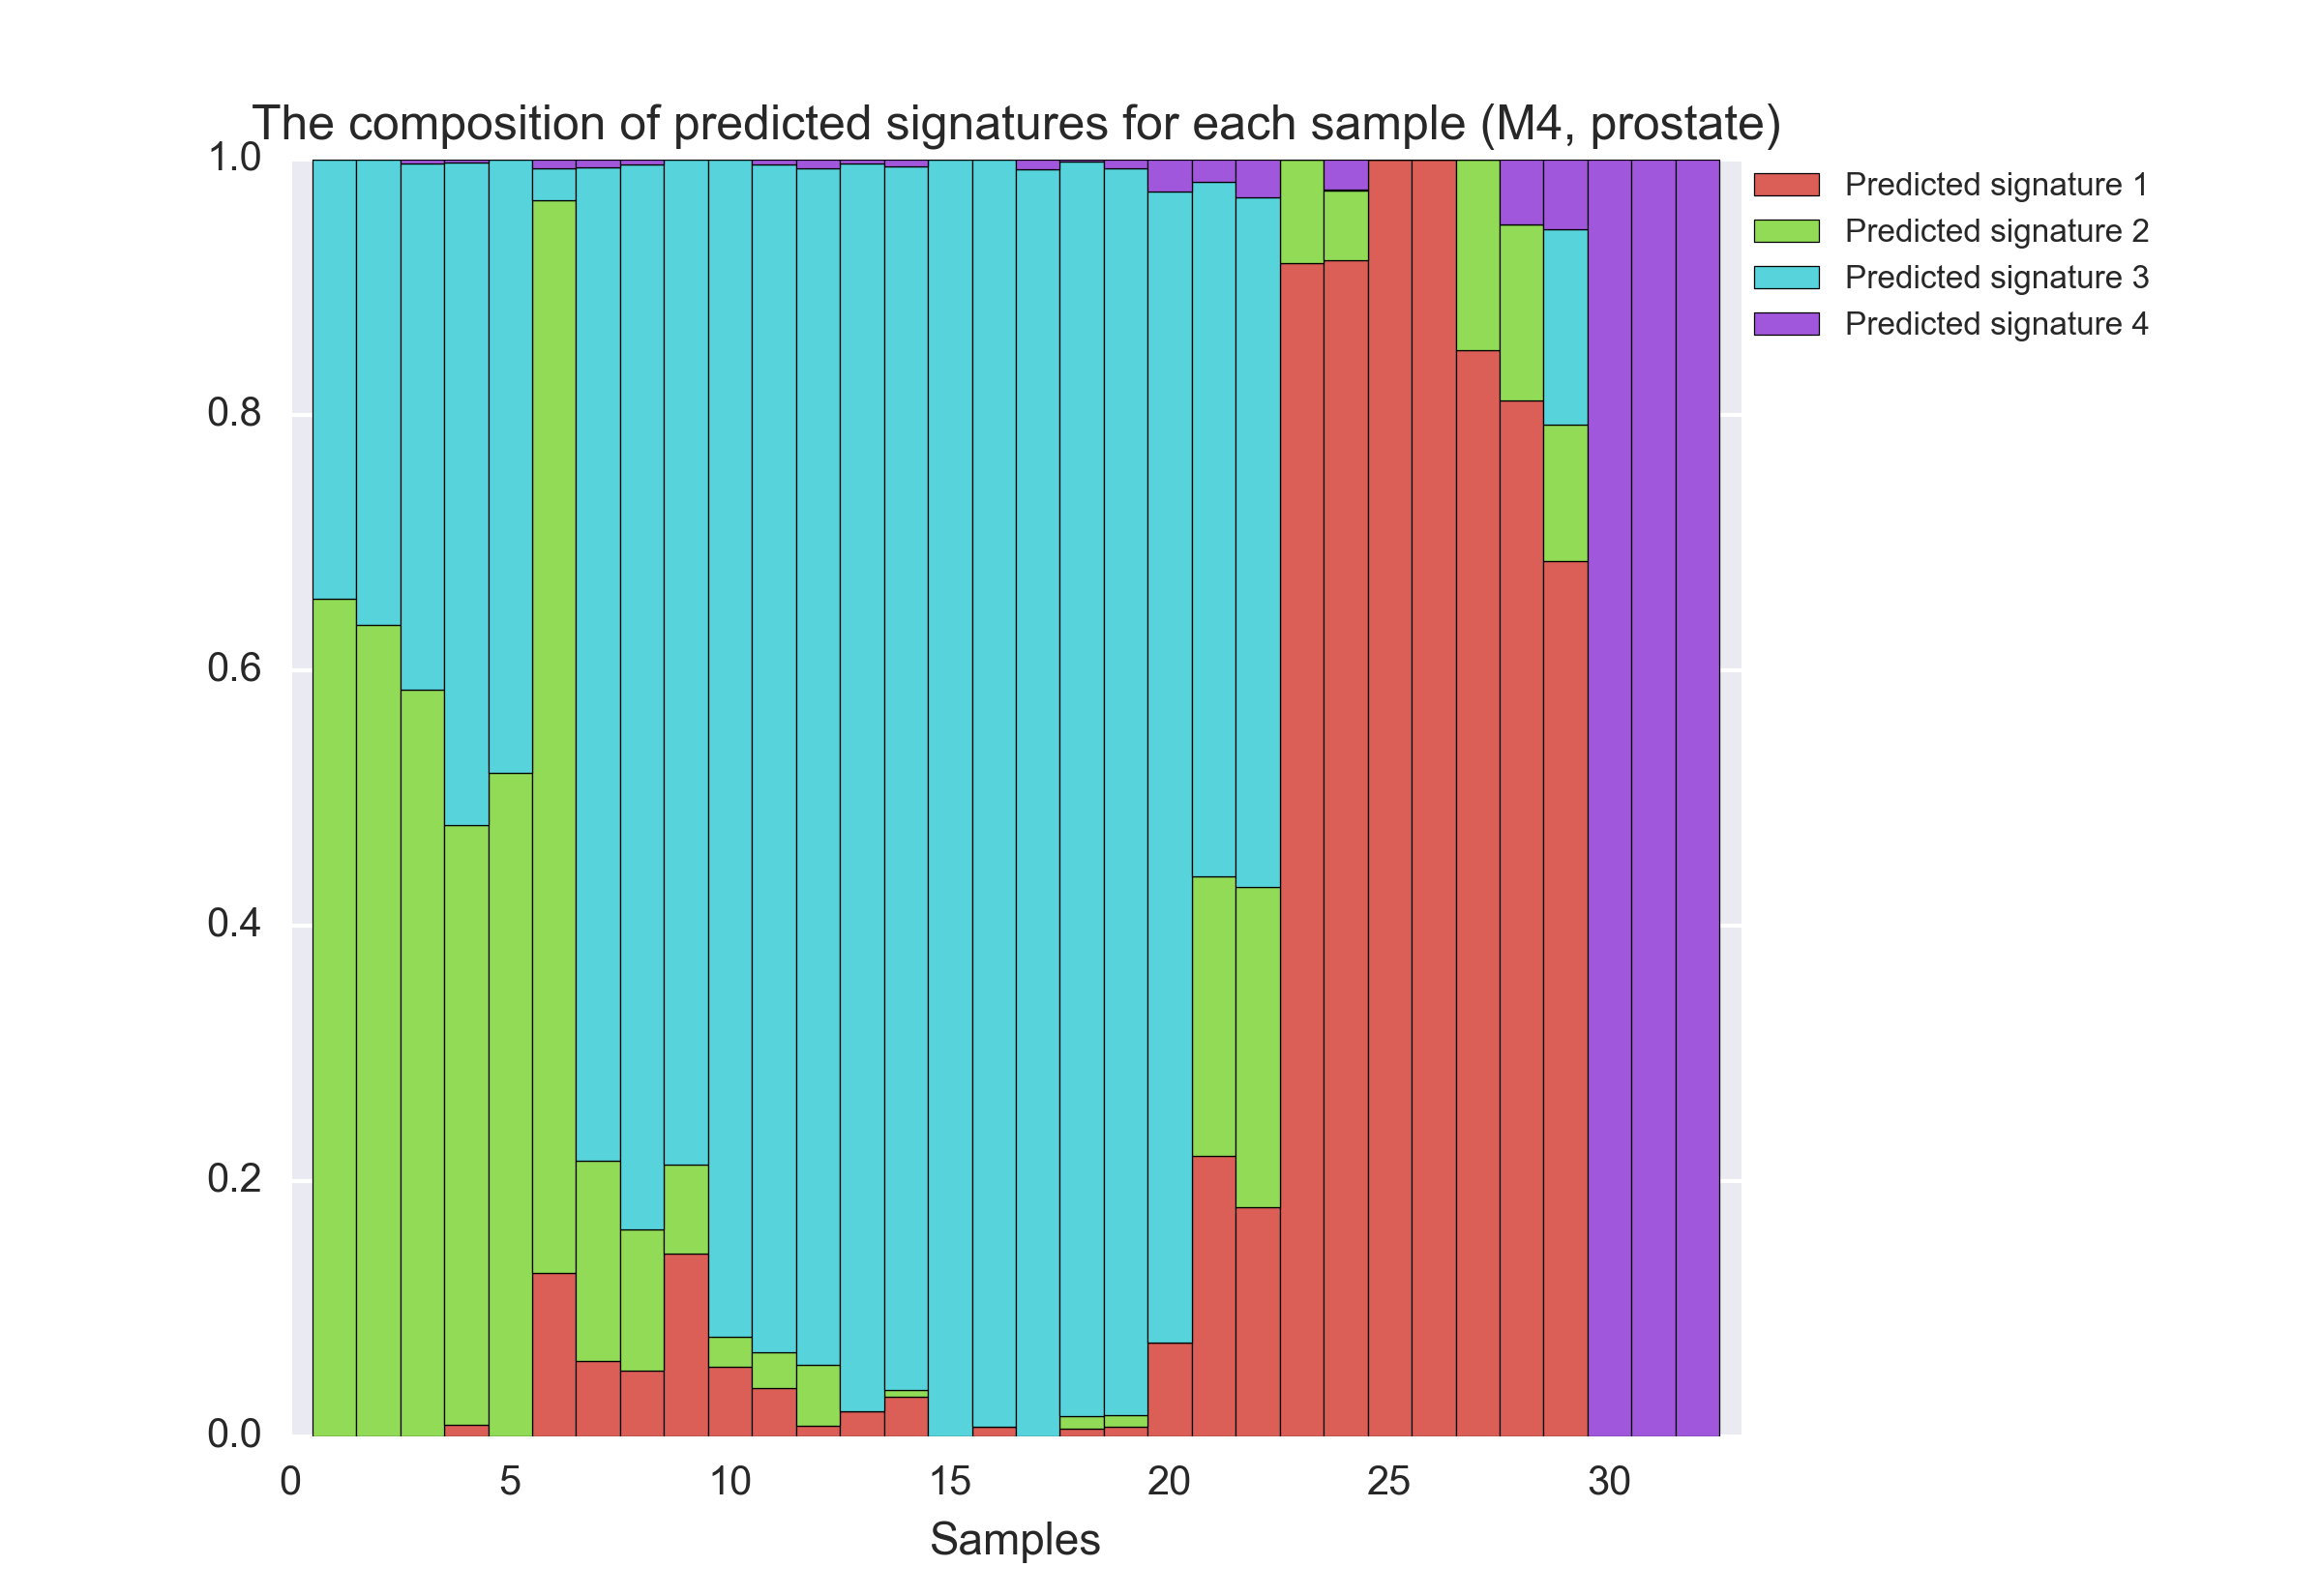 The composition of predicted signatures for each sample (M4, prostate)
1.0
0.8
0.6
0.4
0.2
0.0
0 5 10 15 20 25 30
Samples
Predicted signature 1
Predicted signature 2
Predicted signature 3
Predicted signature 4